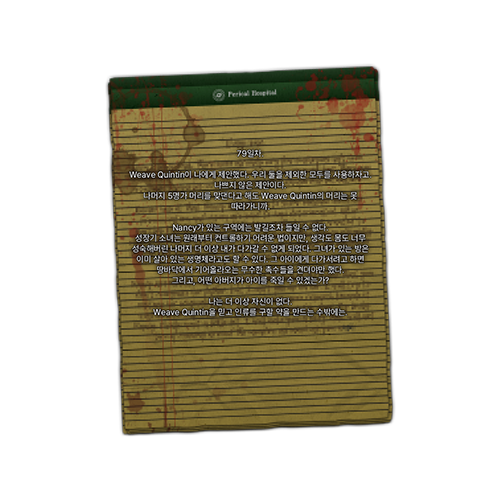 Perical Hospital
79일차
Weave Quintin이 나에게 제안했다. 우리 둘을 제외한 모두를 사용하자고.
나쁘지 않은 제안이다.
나머지 5명가 머리를 맞댄다고 해도 Weave Quintin의 머리는 못
따라가니까.
Nancy가 있는 구역에는 발길조차 들일 수 없다.
성장기 소녀는 원래부터 컨트롤하기 어려운 법이지만, 생각도 몸도 너무
성숙해버린 나머지 더 이상 내가 다가갈 수 없게 되었다. 그녀가 있는 방은
이미 살아 있는 생명체라고도 할 수 있다. 그 아이에게 다가서려고 하면
땅바닥에서 기어올라오는 무수한 촉수들을 견뎌야만 했다.
그리고, 어떤 아버지가 아이를 죽일 수 있겠는가?
나는 더 이상 자신이 없다.
Weave Quintin을 믿고 인류를 구할 약을 만드는 수밖에는.